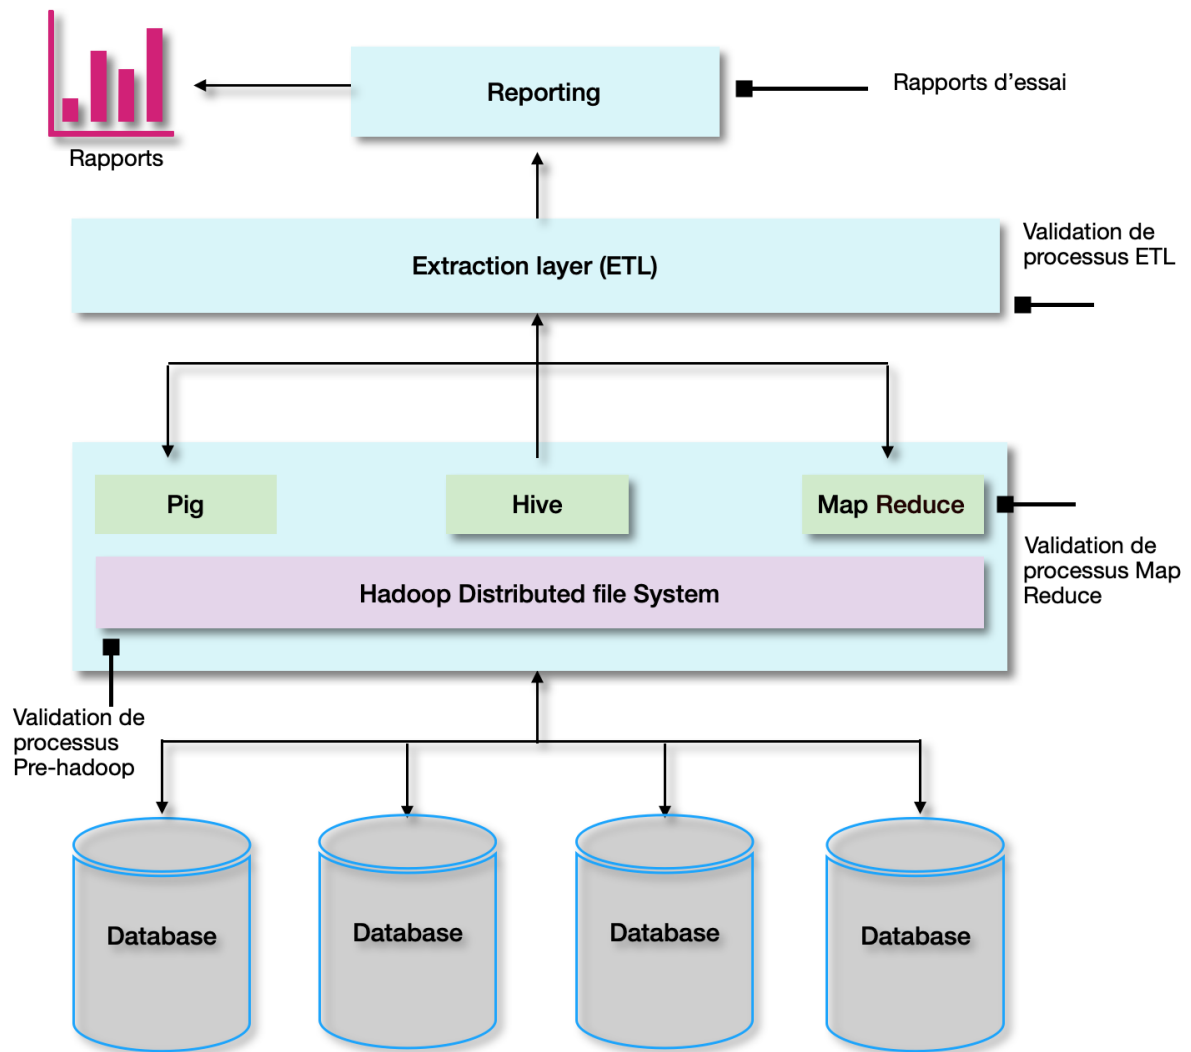 Reporting
Rapports d’essai
Rapports
Extraction layer (ETL)
Validation de
processus ETL
Pig
Hive
Map Reduce
Validation de
processus Map
Reduce
Hadoop Distributed file System
Validation de
processus
Pre-hadoop
Database
Database
Database
Database